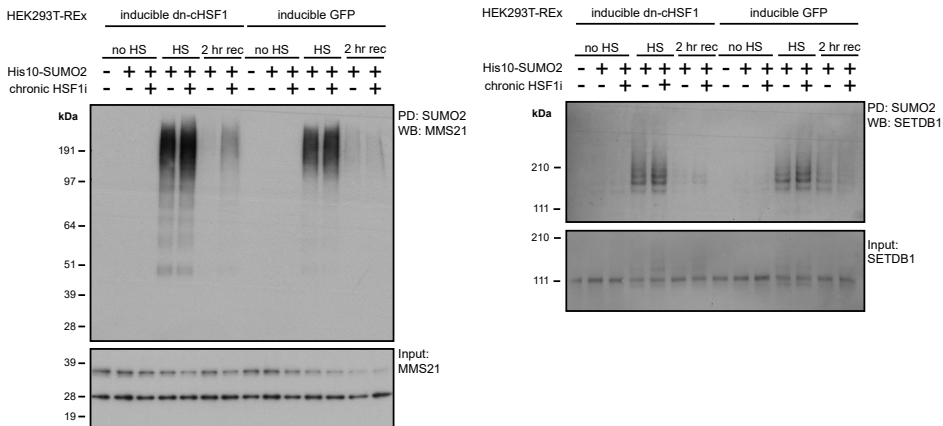 HEK293T-REx inducible dn-cHSF1 inducible GFP
no HS HS 2 hr rec no HS HS 2 hr rec
His10-SUMO2 - + + + + + + - + + + + + +
chronic HSF1i - - + - + - + - - + - + - +
kDa
PD: SUMO2
WB: MMS21
191
97
64
51
39
28
Input:
MMS21
39
28
19
HEK293T-REx inducible dn-cHSF1 inducible GFP
no HS HS 2 hr rec no HS HS 2 hr rec
His10-SUMO2 - + + + + + + - + + + + + +
chronic HSF1i - - + - + - + - - + - + - +
kDa
PD: SUMO2
WB: SETDB1
210
111
210
Input:
SETDB1
111